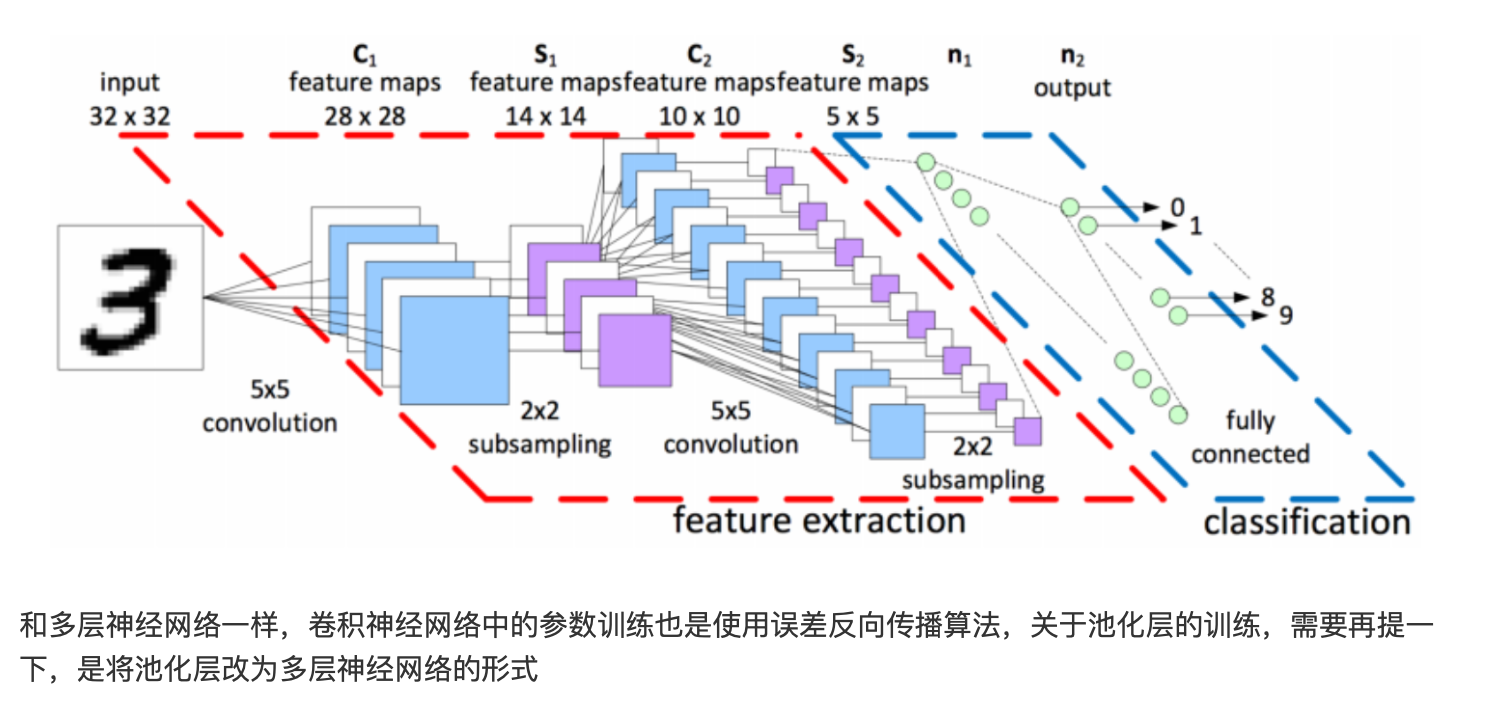 C₁
S₁
C₂
S₂
n₁
n₂
input
feature maps
feature maps
feature maps
feature maps
output
32 x 32
28 x 28
14 x 14
10 x 10
5 x 5
0
1
8
9
5x5
convolution
2x2
subsampling
5x5
convolution
2x2
subsampling
fully
connected
feature extraction
classification
和多层神经网络一样，卷积神经网络中的参数训练也是使用误差反向传播算法，关于池化层的训练，需要再提一
下，是将池化层改为多层神经网络的形式